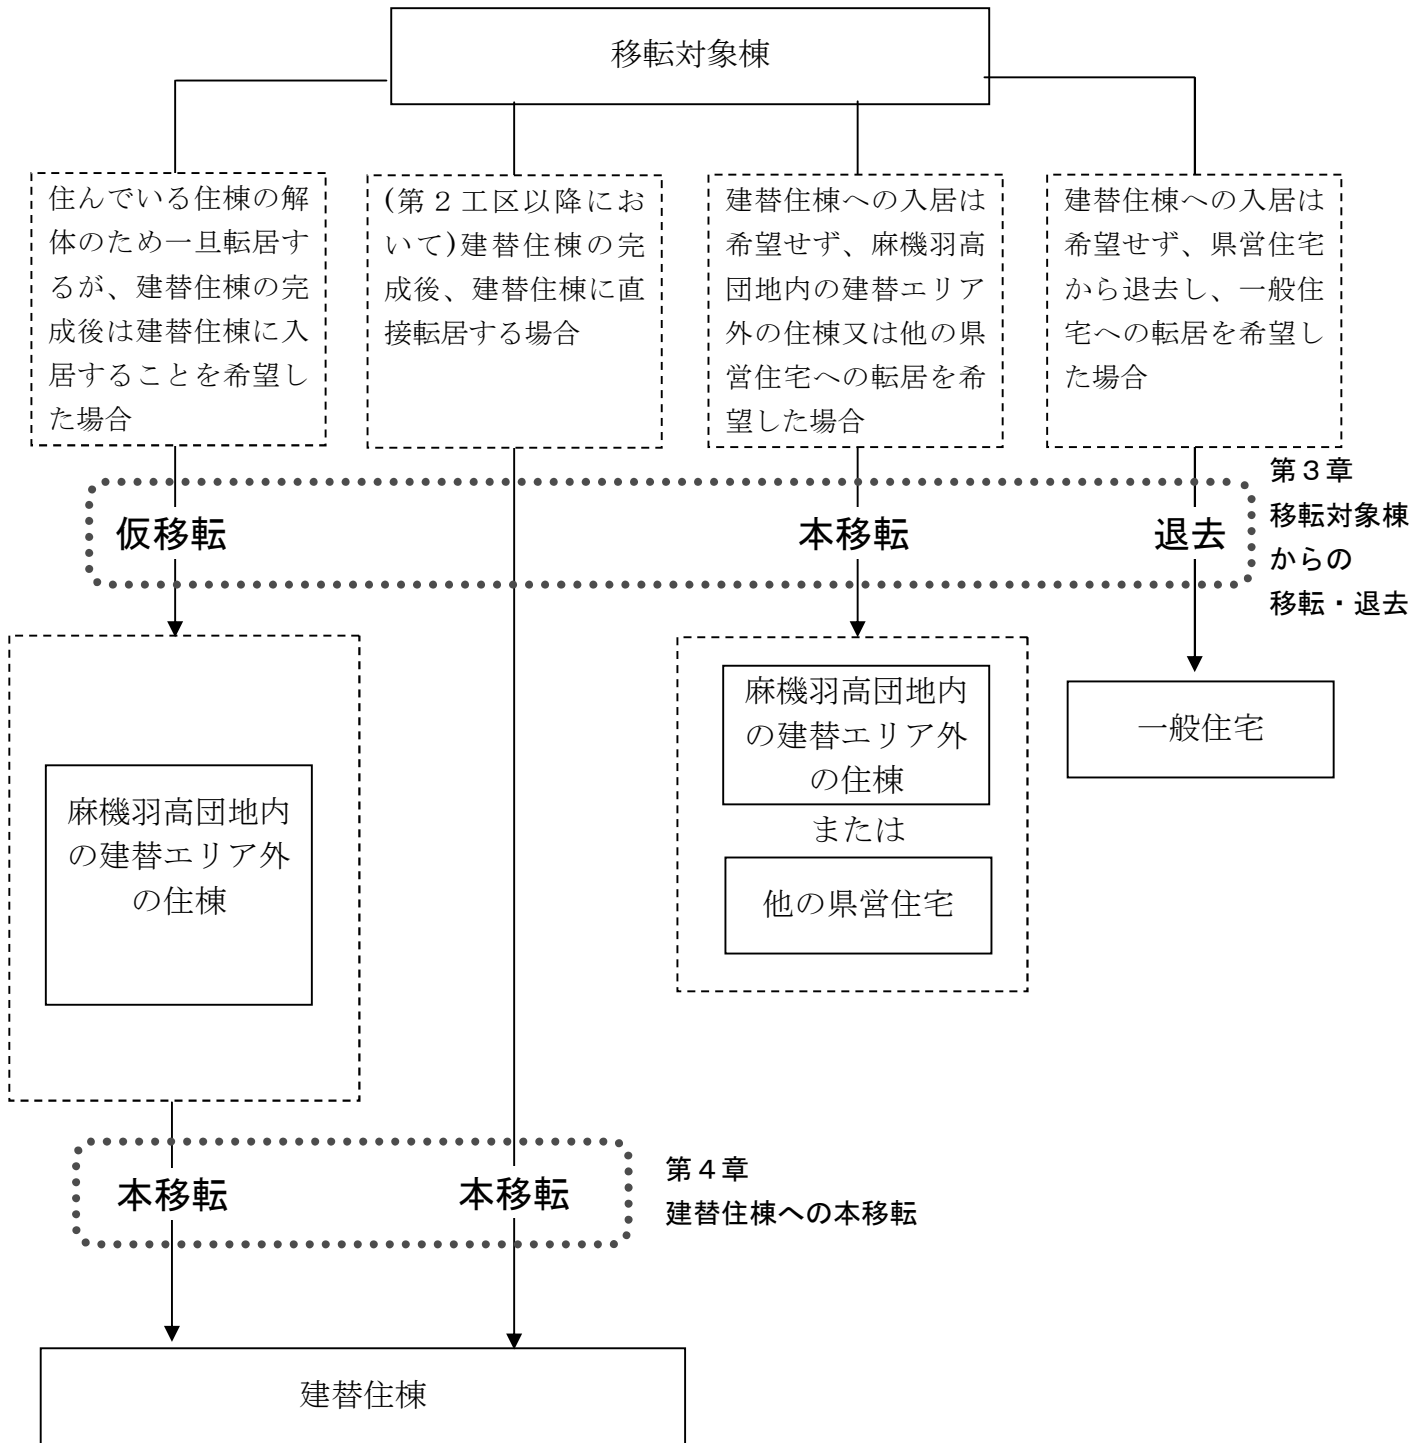 移転対象棟
住んでいる住棟の解
体のため一旦転居す
るが、建替住棟の完
成後は建替住棟に入
居することを希望し
た場合
(第２工区以降にお
いて)建替住棟の完
成後、建替住棟に直
接転居する場合
建替住棟への入居は
希望せず、麻機羽高
団地内の建替エリア
外の住棟又は他の県
営住宅への転居を希
望した場合
建替住棟への入居は
希望せず、県営住宅
から退去し、一般住
宅への転居を希望し
た場合
第３章
移転対象棟
からの
移転・退去
仮移転
本移転
退去
麻機羽高団地内
の建替エリア外
の住棟
麻機羽高団地内
の建替エリア外
の住棟
または
他の県営住宅
一般住宅
本移転
本移転
第４章
建替住棟への本移転
建替住棟